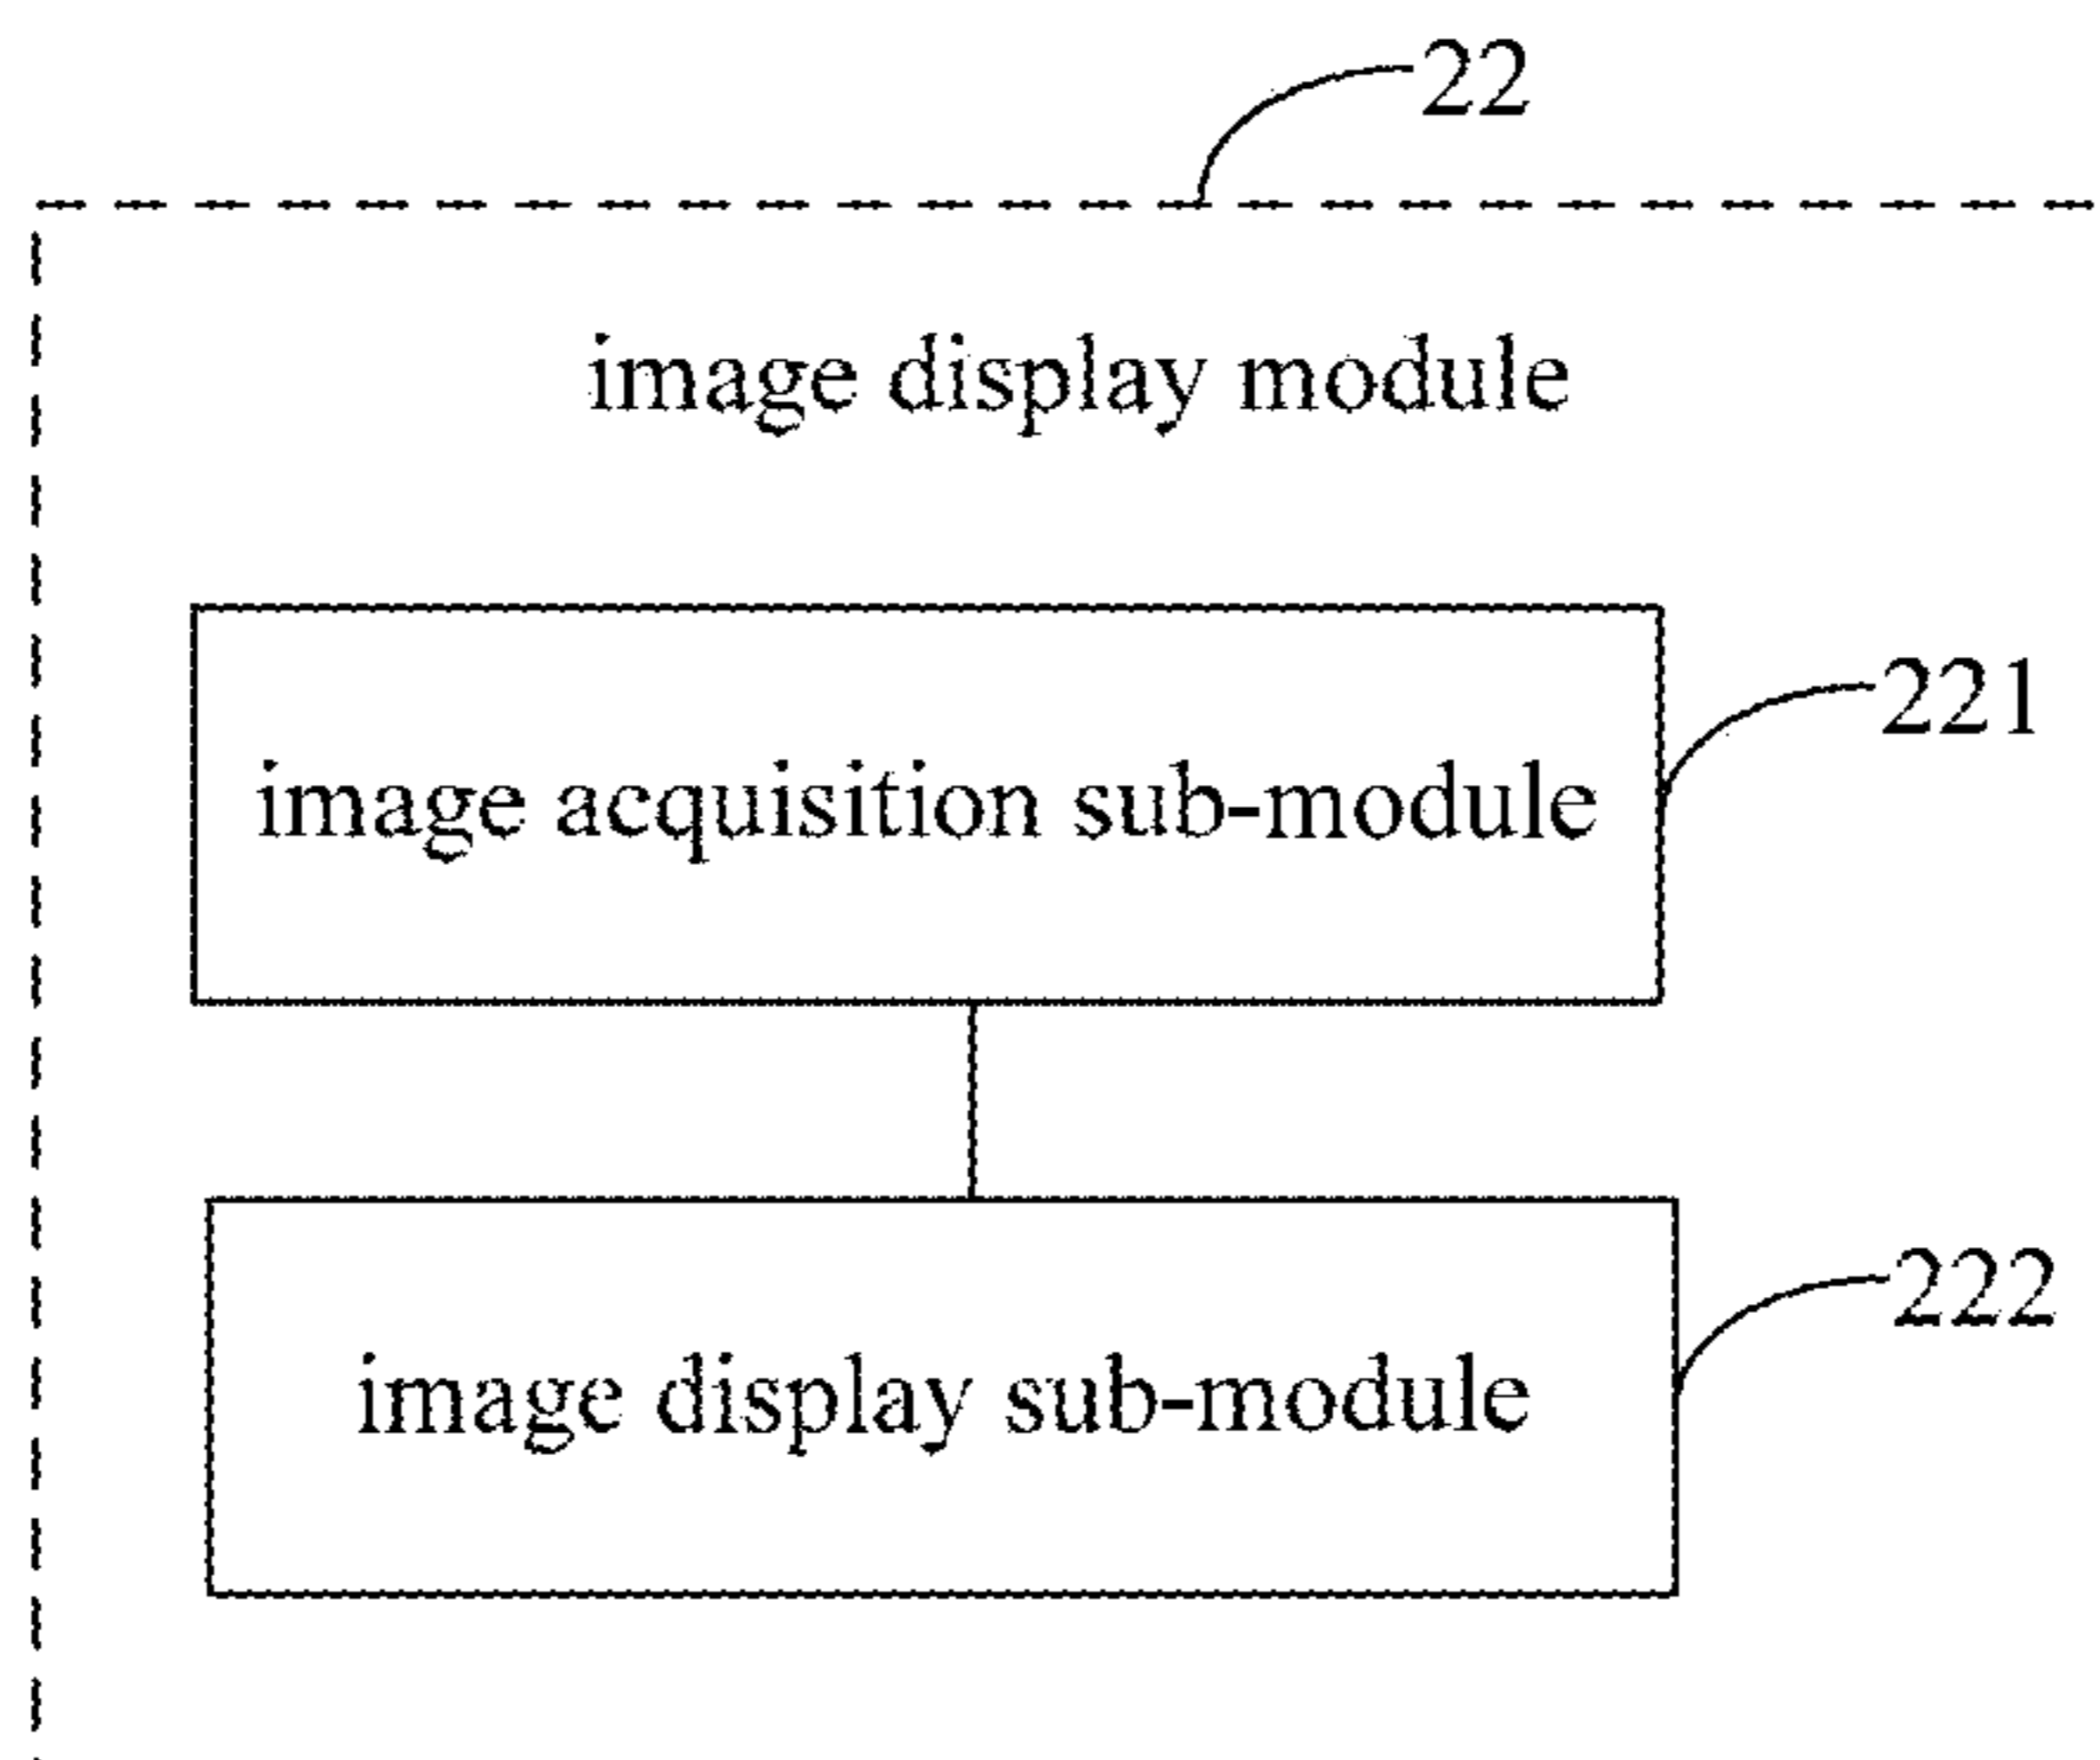 22
image display module
221
image acquisition sub-module
222
image display sub-module